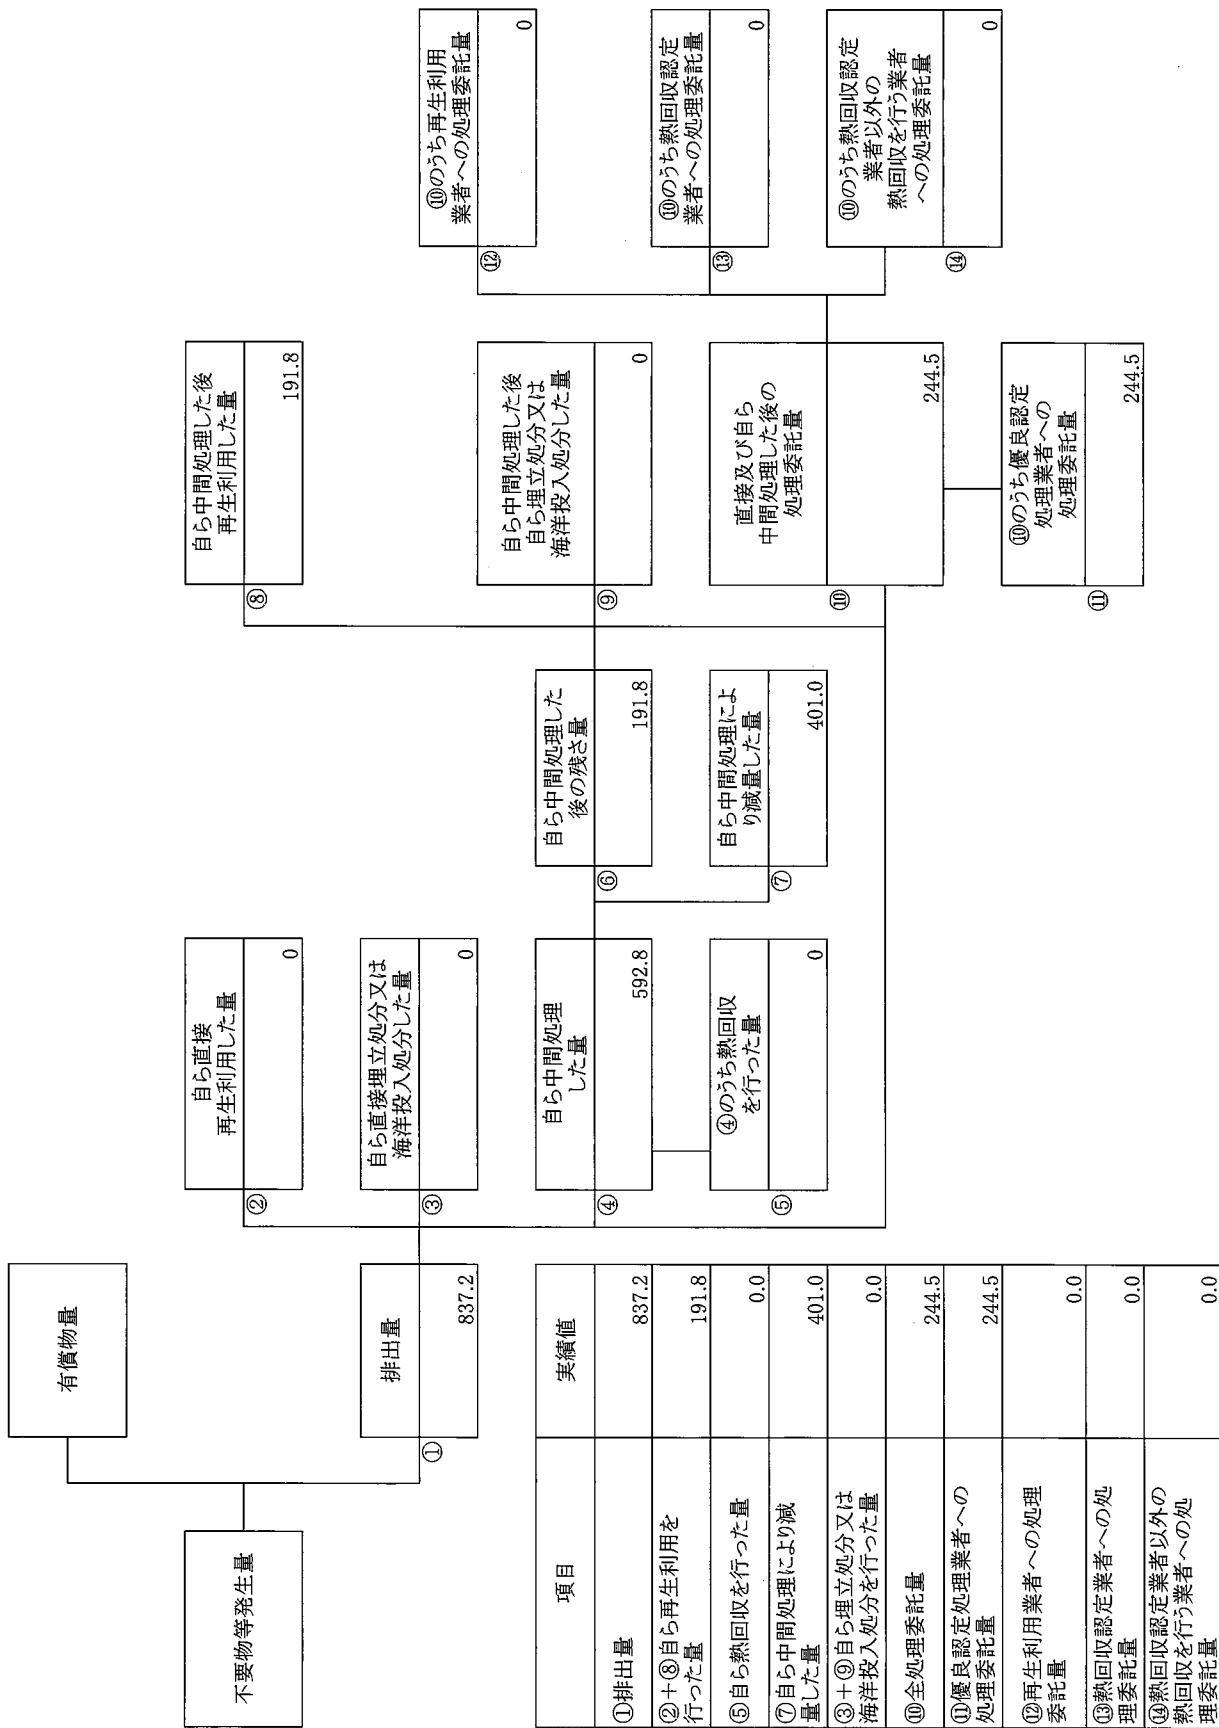 有償物量
不要物等発生量
排出量
①
837.2
自ら直接
再生利用した量
②
0
自ら直接埋立処分又は
海洋投入処分した量
③
0
自ら中間処理
した量
④
592.8
④のうち熱回収
を行った量
⑤
0
自ら中間処理した
後の残さ量
⑥
191.8
自ら中間処理によ
り減量した量
⑦
401.0
自ら中間処理した後
再生利用した量
⑧
191.8
自ら中間処理した後
自ら埋立処分又は
海洋投入処分した量
⑨
0
直接及び自ら
中間処理した後の
処理委託量
⑩
244.5
⑩のうち優良認定
処理業者への
処理委託量
⑪
244.5
⑩のうち再生利用
業者への処理委託量
⑫
0
⑩のうち熱回収認定
業者への処理委託量
⑬
0
⑩のうち熱回収認定
業者以外の
熱回収を行う業者
への処理委託量
⑭
0
項目 実績値
①排出量 837.2
②+⑧自ら再生利用を
行った量 191.8
⑤自ら熱回収を行った量 0.0
⑦自ら中間処理により減
量した量 401.0
③+⑨自ら埋立処分又は
海洋投入処分を行った量 0.0
⑩全処理委託量 244.5
⑪優良認定処理業者への
処理委託量 244.5
⑫再生利用業者への処理
委託量 0.0
⑬熱回収認定業者への処
理委託量 0.0
⑭熱回収認定業者以外の
熱回収を行う業者への処
理委託量 0.0